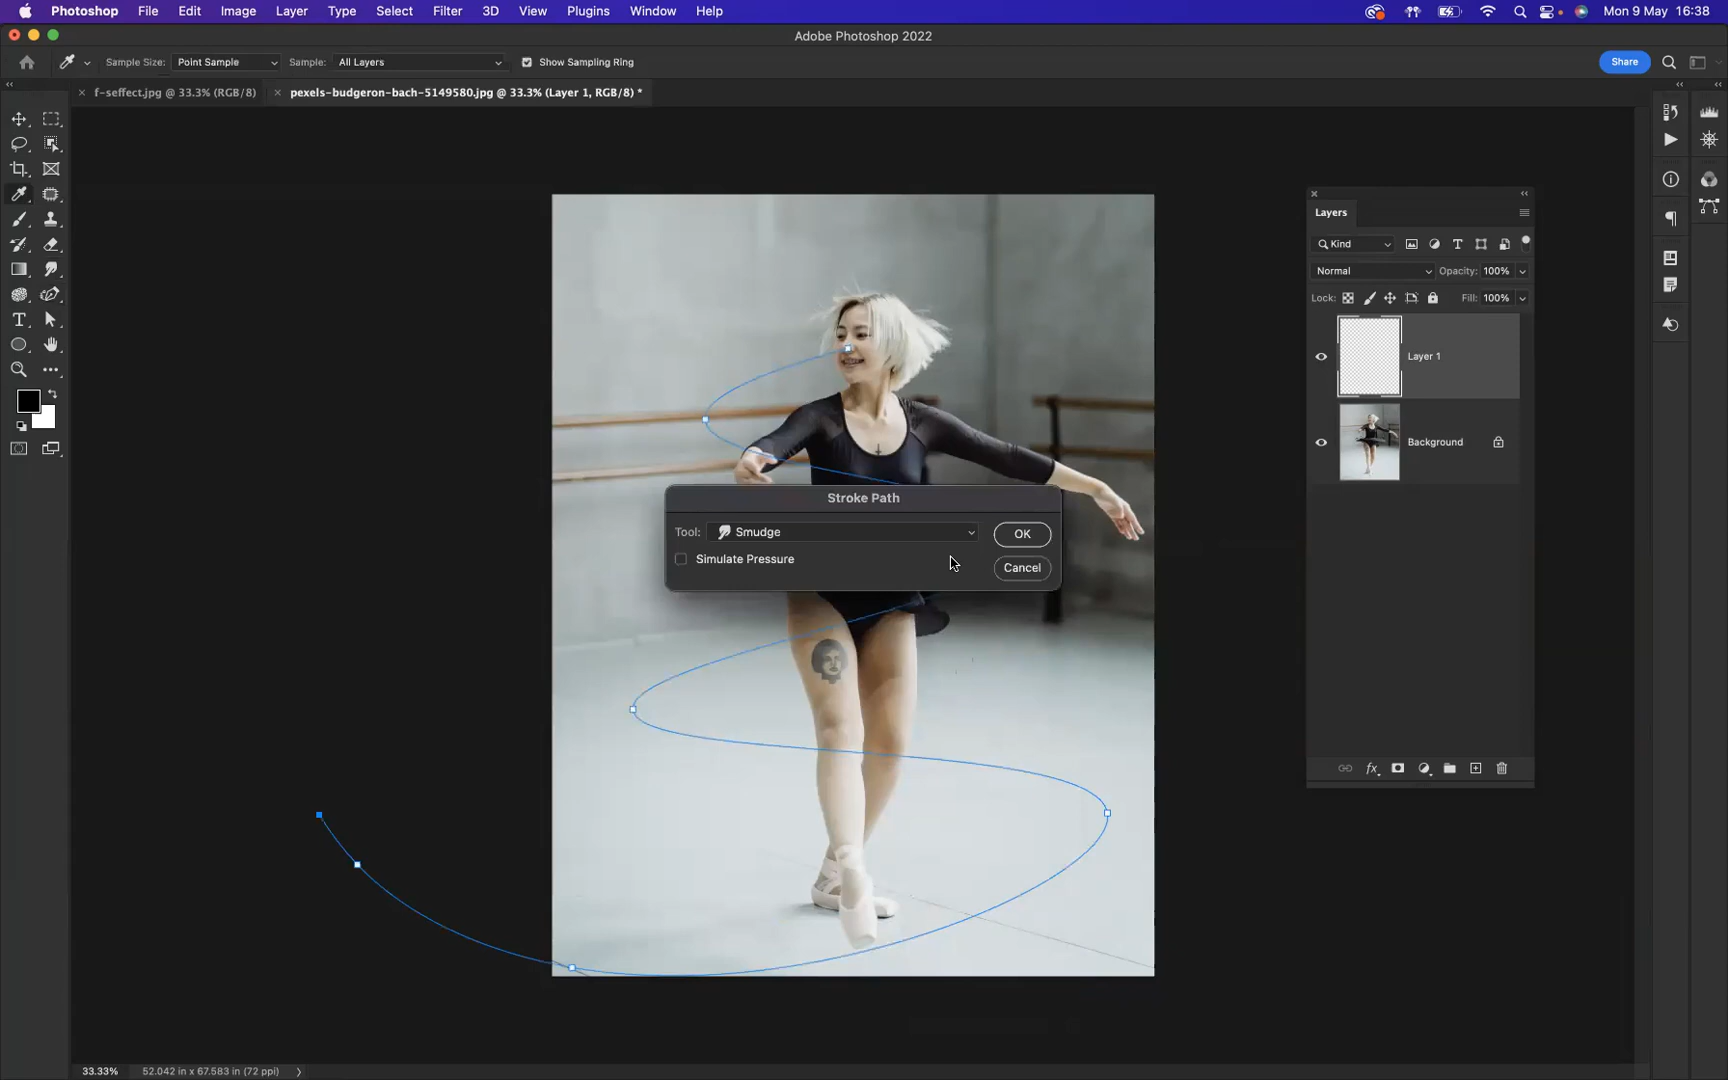 Photoshop File Edit Image Layer Type Select Filter 3D View Plugins Window Help Mon 9 May 16:38
Adobe Photoshop 2022
Sample Size: Point Sample Sample: All Layers Show Sampling Ring Share
f-seffect.jpg @ 33.3% (RGB/8) pexels-budgeron-bach-5149580.jpg @ 33.3% (Layer 1, RGB/8) *
Layers
Kind
Normal Opacity: 100%
Lock: Fill: 100%
Layer 1
Background
Stroke Path
Tool: Smudge OK
Simulate Pressure Cancel
33.33% 52.042 in x 67.583 in (72 ppi)